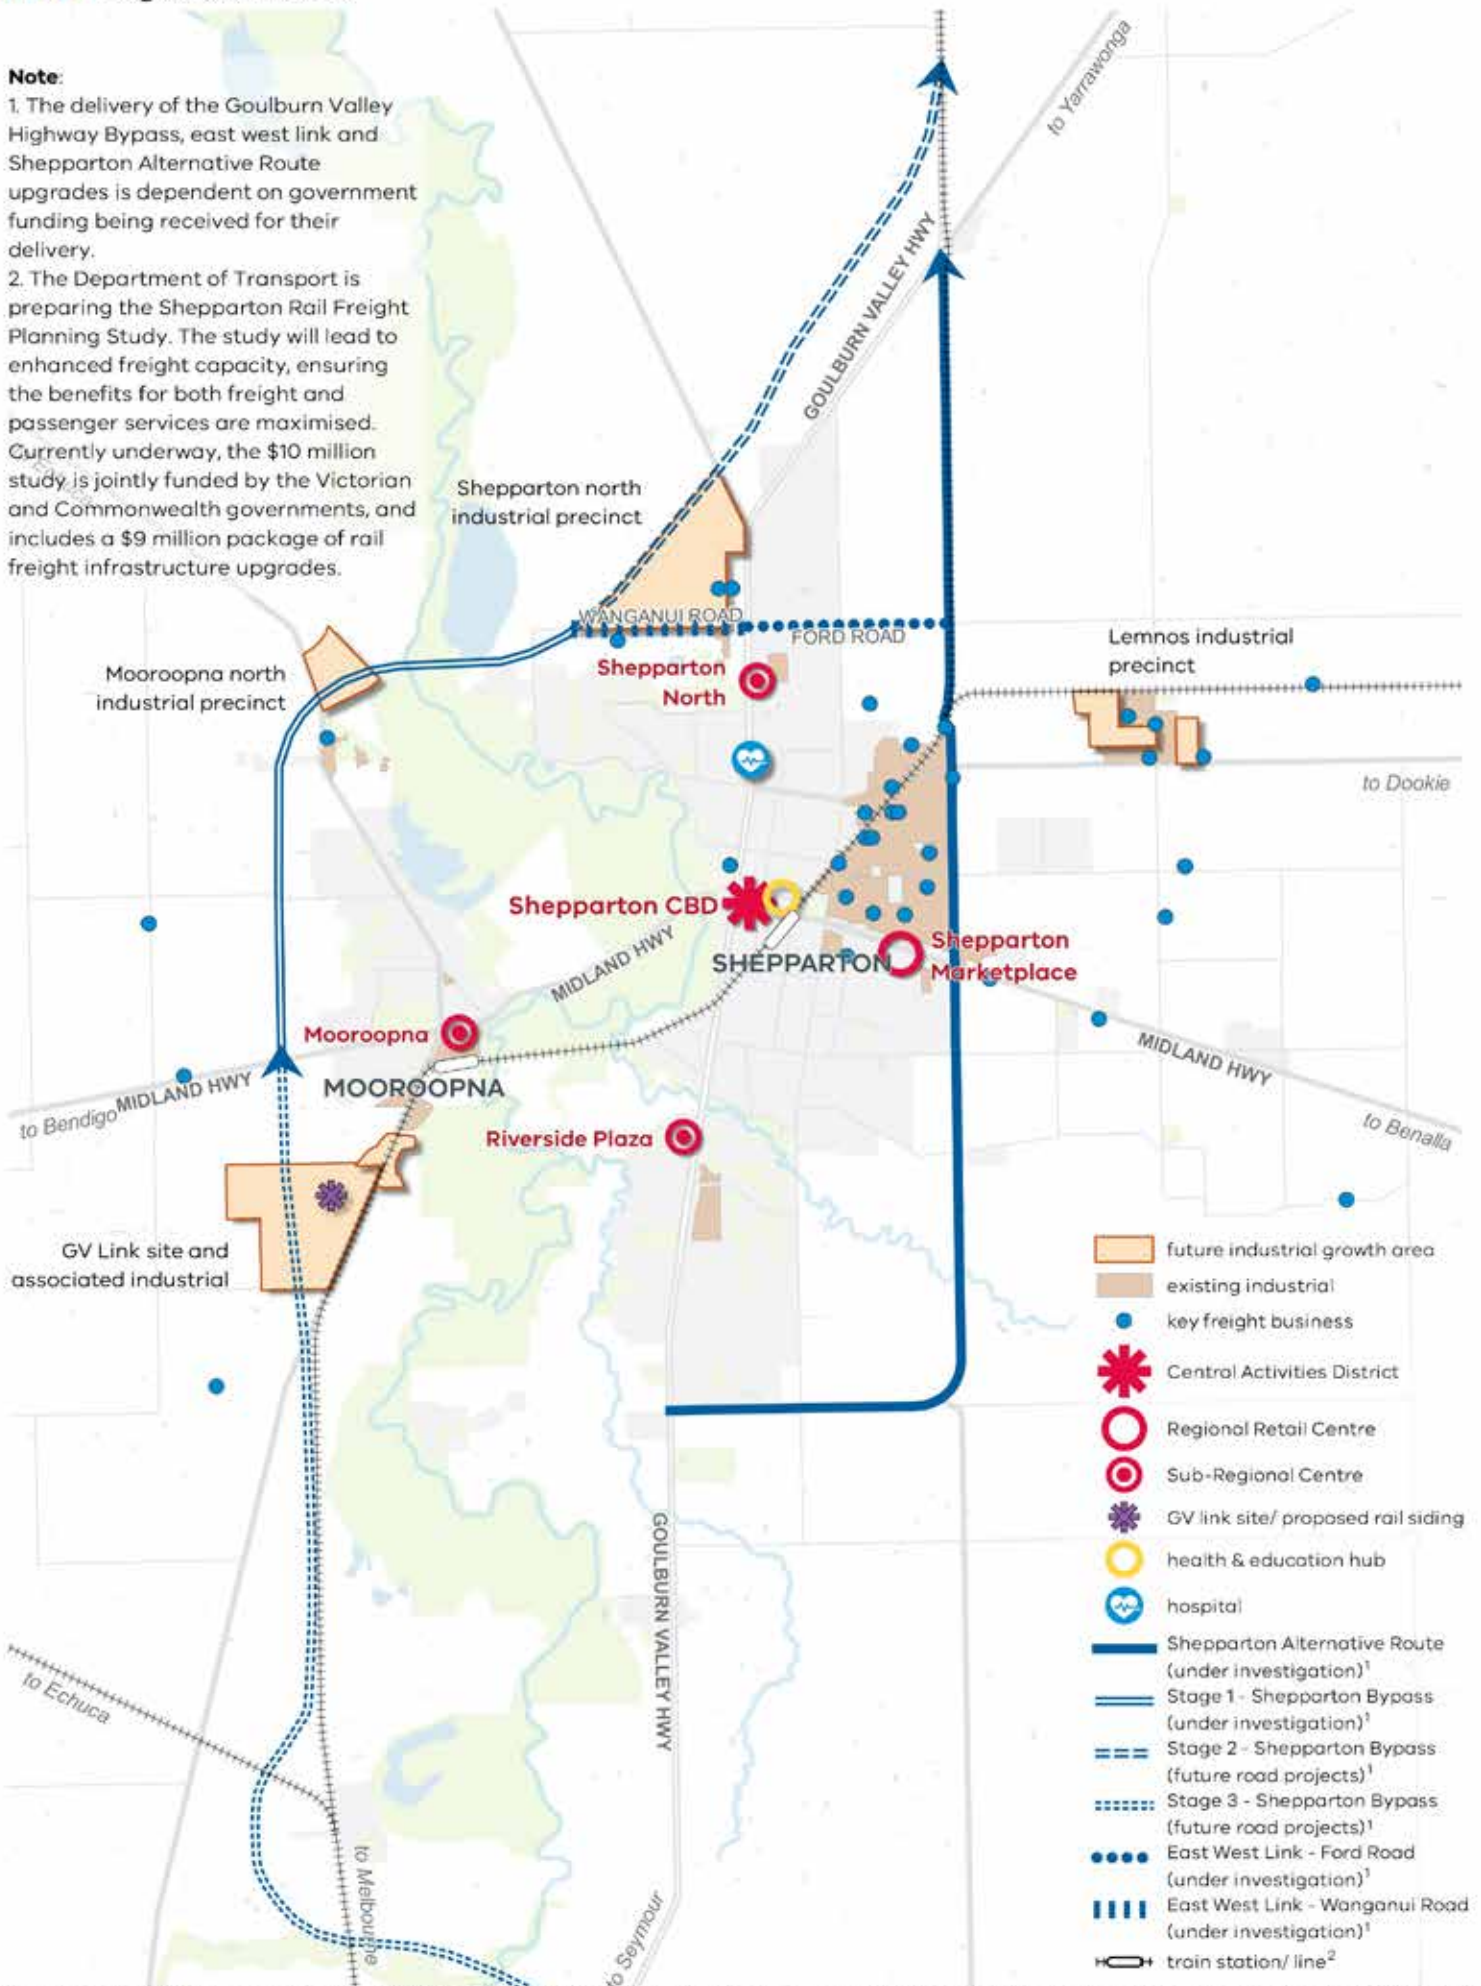 Note:
1. The delivery of the Goulburn Valley
Highway Bypass, east west link and
Shepparton Alternative Route
upgrades is dependent on government
funding being received for their
delivery.
2. The Department of Transport is
preparing the Shepparton Rail Freight
Planning Study. The study will lead to
enhanced freight capacity, ensuring
the benefits for both freight and
passenger services are maximised.
Currently underway, the $10 million
study is jointly funded by the Victorian
and Commonwealth governments, and
includes a $9 million package of rail
freight infrastructure upgrades.
to Yarrawonga
GOULBURN VALLEY HWY
Shepparton north
industrial precinct
WANGANUI ROAD
FORD ROAD
Lemnos industrial
precinct
Mooroopna north
industrial precinct
Shepparton
North
to Dookie
Shepparton CBD
MIDLAND HWY
SHEPPARTON
Shepparton
Marketplace
Mooroopna
MOOROOPNA
MIDLAND HWY
to Bendigo
MIDLAND HWY
to Benalla
Riverside Plaza
GV Link site and
associated industrial
GOULBURN VALLEY HWY
to Echuca
to Melbourne
to Seymour
future industrial growth area
existing industrial
key freight business
Central Activities District
Regional Retail Centre
Sub-Regional Centre
GV link site/ proposed rail siding
health & education hub
hospital
Shepparton Alternative Route
(under investigation)¹
Stage 1 - Shepparton Bypass
(under investigation)¹
Stage 2 - Shepparton Bypass
(future road projects)¹
Stage 3 - Shepparton Bypass
(future road projects)¹
East West Link - Ford Road
(under investigation)¹
East West Link - Wanganui Road
(under investigation)¹
train station/ line²